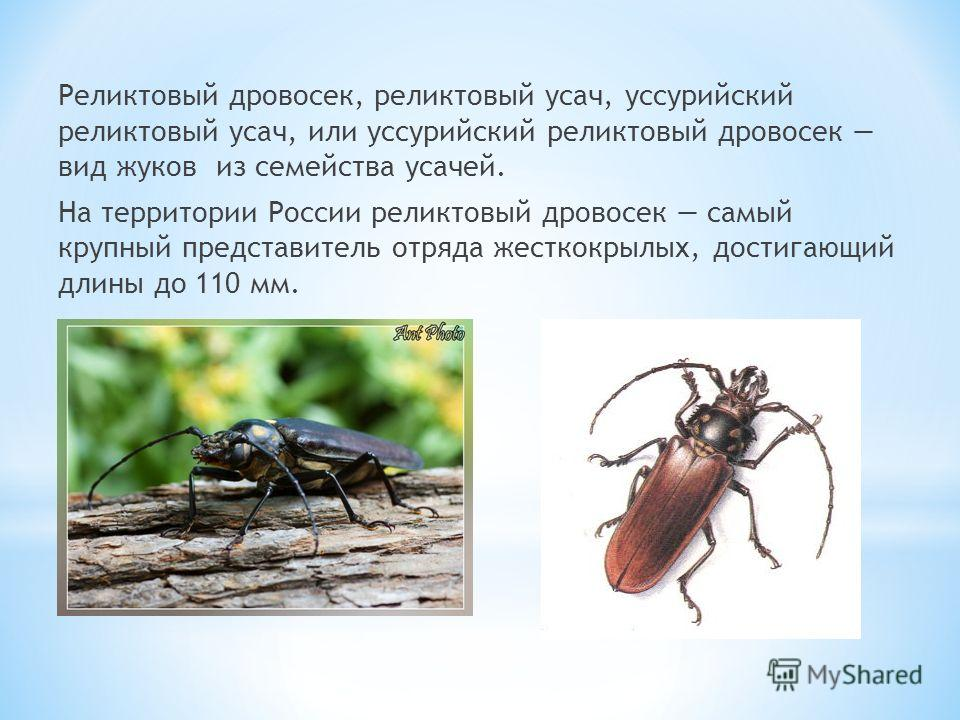 Реликтовый дровосек, реликтовый усач, уссурийский
реликтовый усач, или уссурийский реликтовый дровосек —
вид жуков  из семейства усачей.
На территории России реликтовый дровосек — самый
крупный представитель отряда жесткокрылых, достигающий
длины до 110 мм.
Ant Photo
MyShared